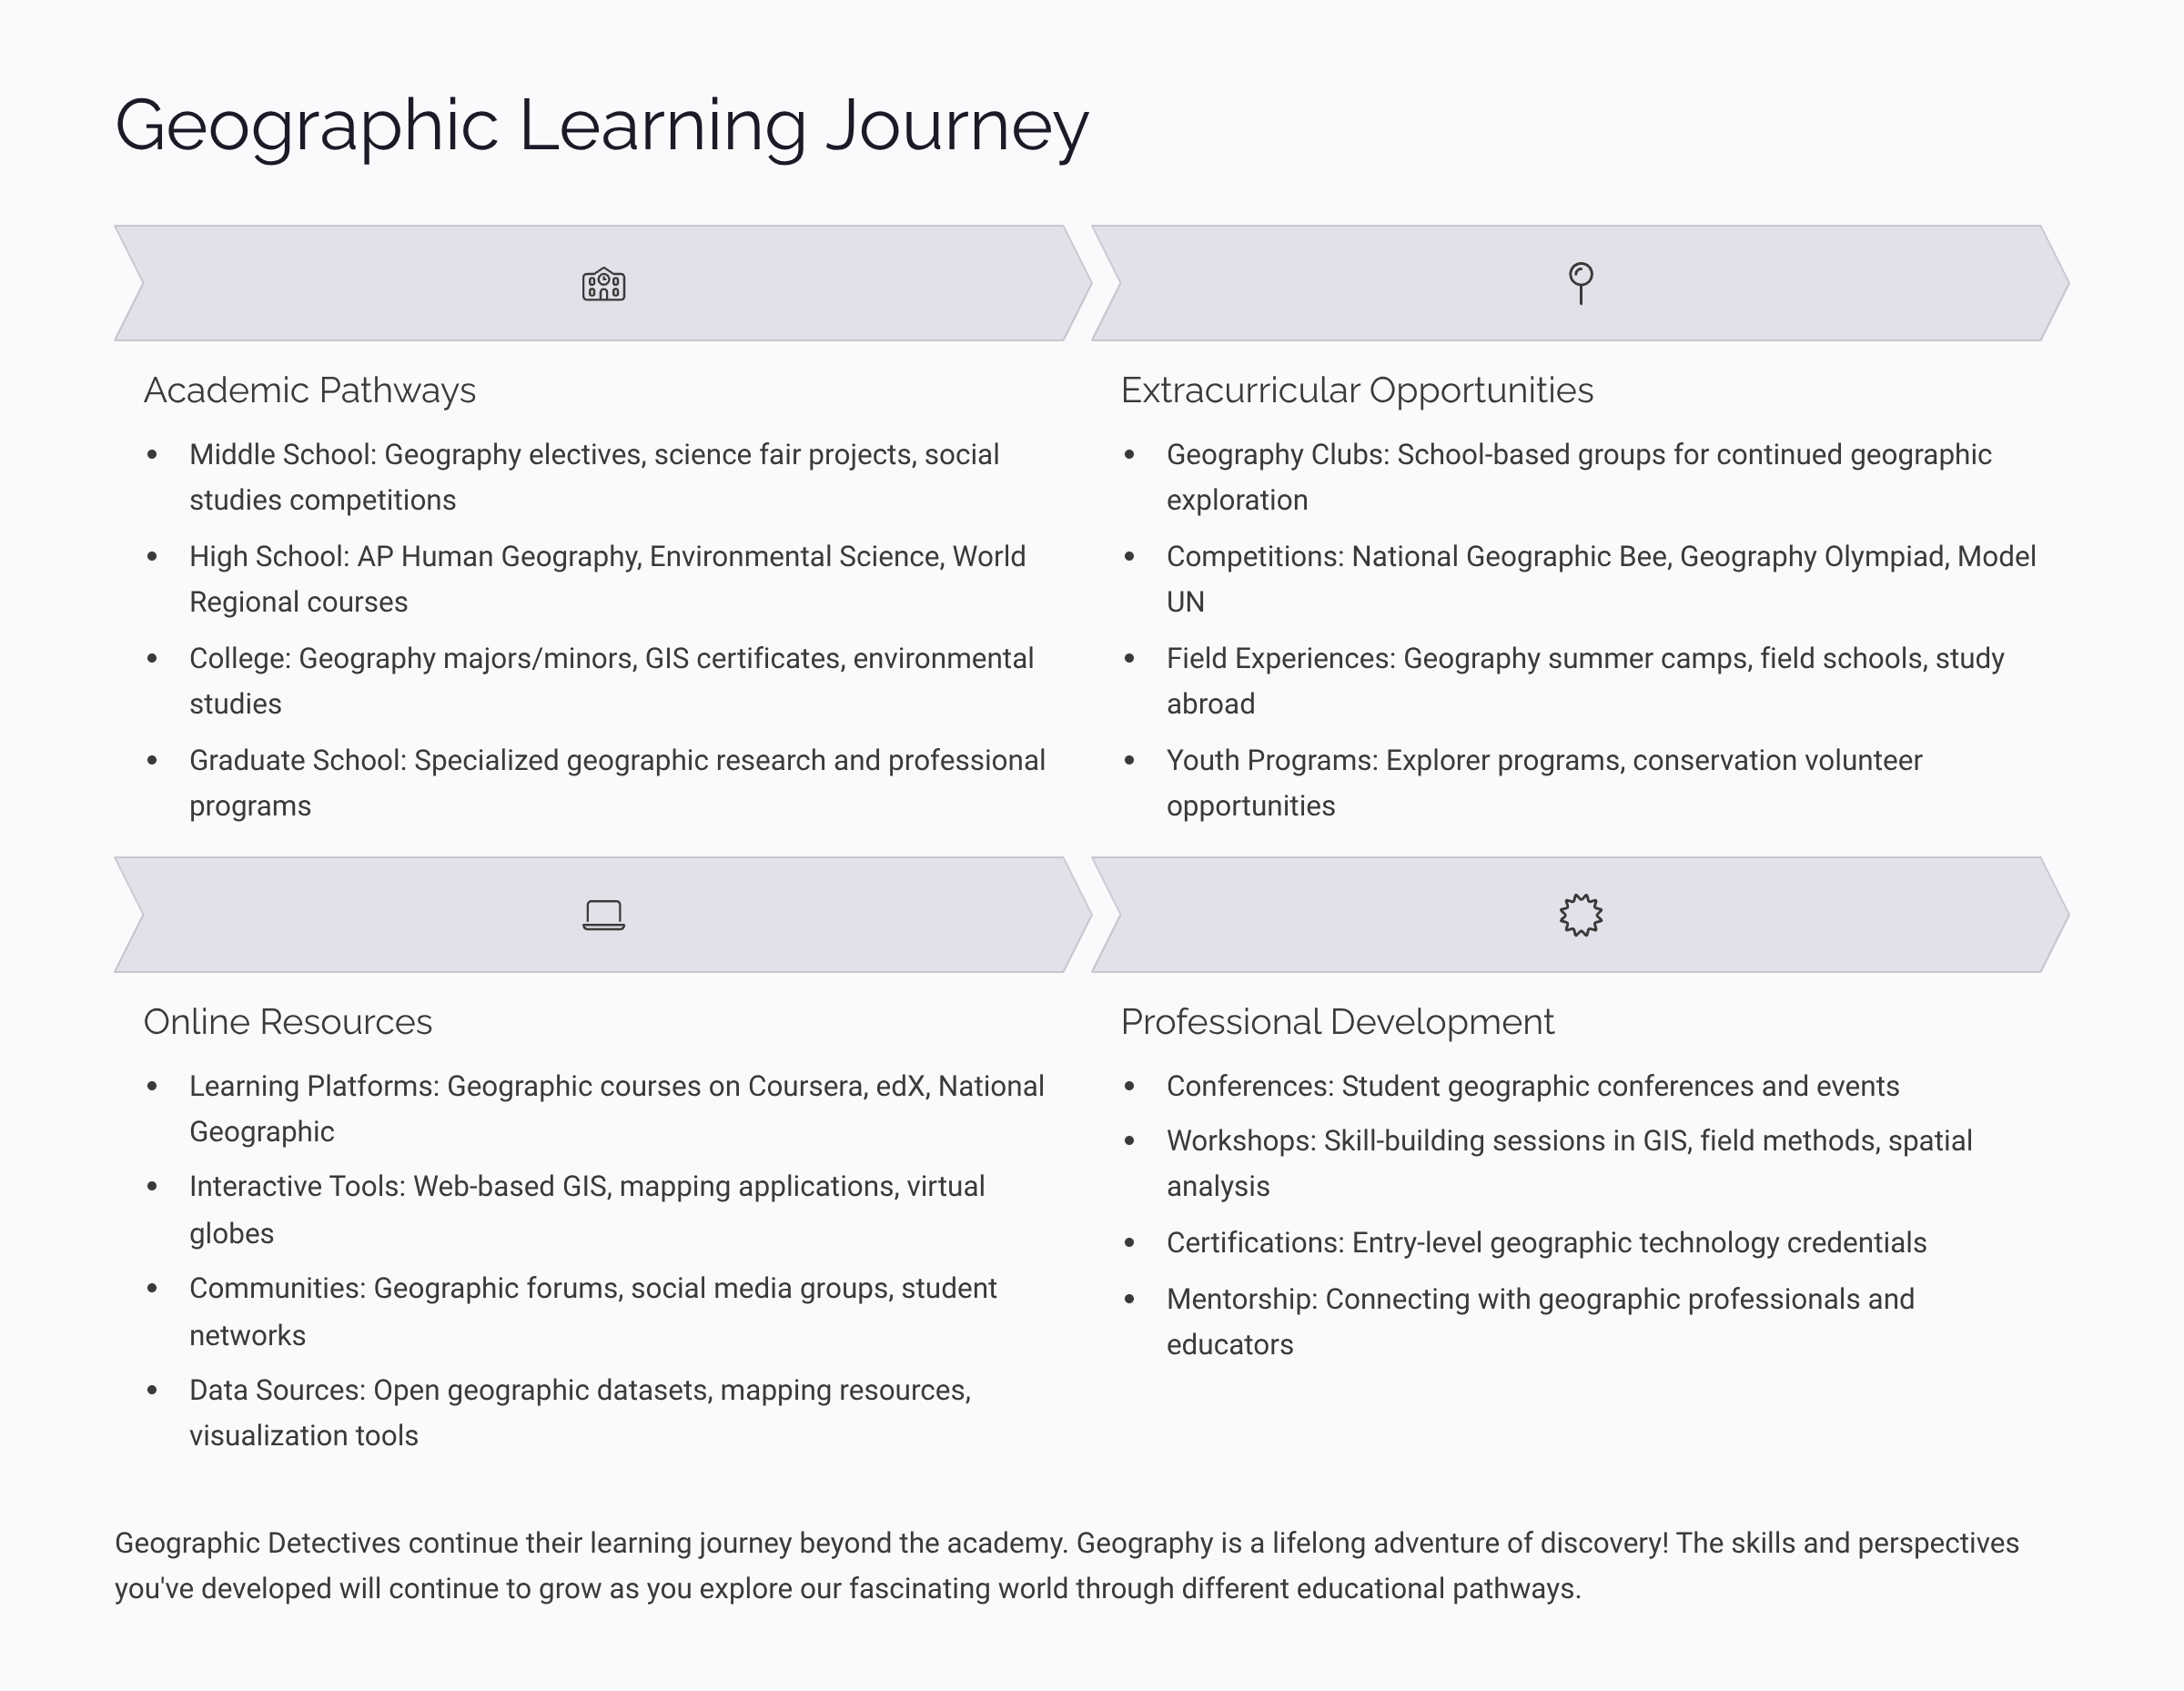 Geographic Learning Journey
Academic Pathways
• Middle School: Geography electives, science fair projects, social
studies competitions
• High School: AP Human Geography, Environmental Science, World
Regional courses
• College: Geography majors/minors, GIS certificates, environmental
studies
• Graduate School: Specialized geographic research and professional
programs
Extracurricular Opportunities
• Geography Clubs: School-based groups for continued geographic
exploration
• Competitions: National Geographic Bee, Geography Olympiad, Model
UN
• Field Experiences: Geography summer camps, field schools, study
abroad
• Youth Programs: Explorer programs, conservation volunteer
opportunities
Online Resources
• Learning Platforms: Geographic courses on Coursera, edX, National
Geographic
• Interactive Tools: Web-based GIS, mapping applications, virtual
globes
• Communities: Geographic forums, social media groups, student
networks
• Data Sources: Open geographic datasets, mapping resources,
visualization tools
Professional Development
• Conferences: Student geographic conferences and events
• Workshops: Skill-building sessions in GIS, field methods, spatial
analysis
• Certifications: Entry-level geographic technology credentials
• Mentorship: Connecting with geographic professionals and
educators
Geographic Detectives continue their learning journey beyond the academy. Geography is a lifelong adventure of discovery! The skills and perspectives
you've developed will continue to grow as you explore our fascinating world through different educational pathways.